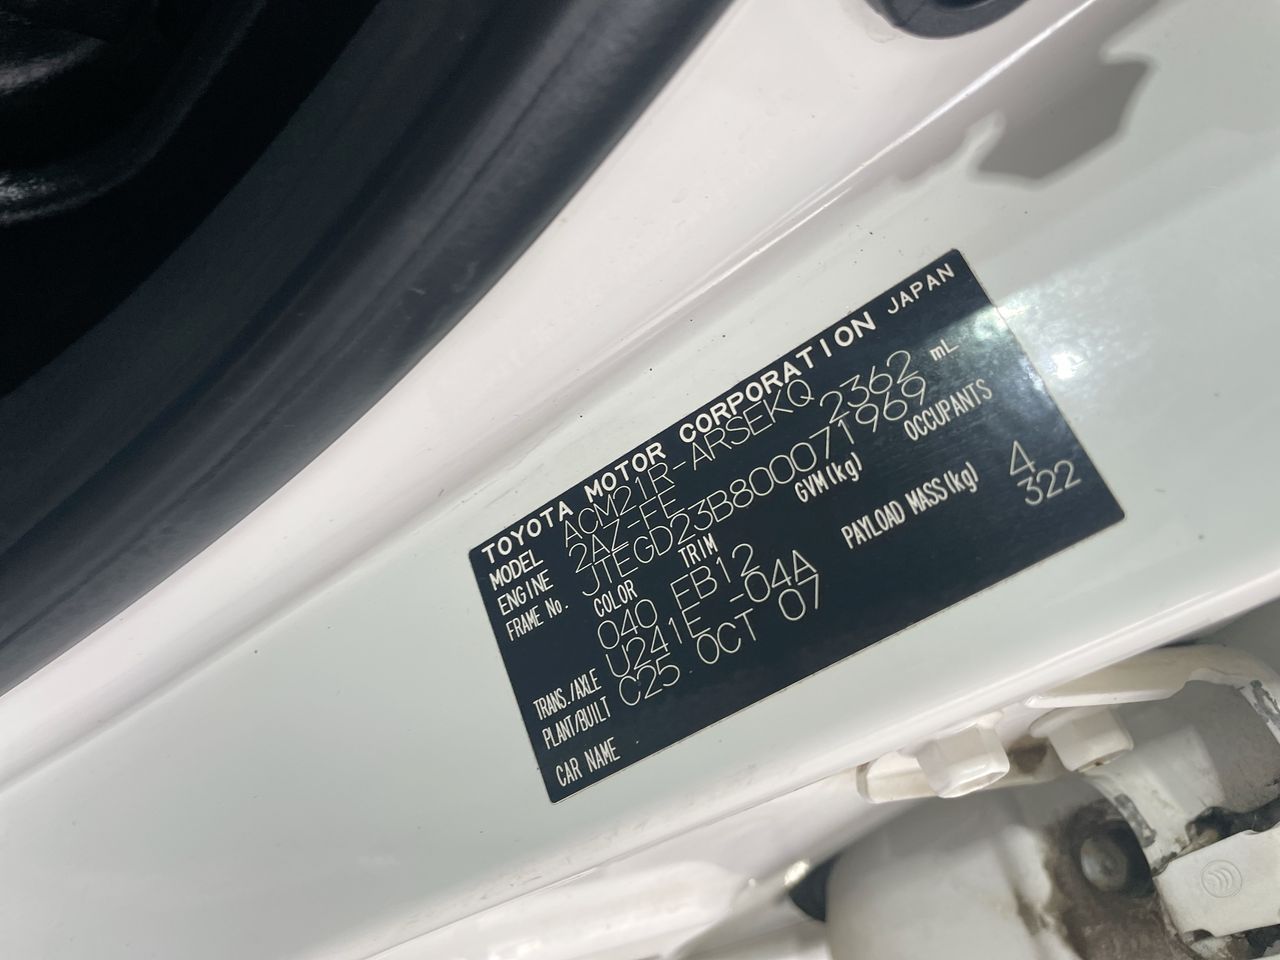 TOYOTA MOTOR CORPORATION JAPAN
MODEL ACM21R-ARSEKQ
ENGINE 2AZ-FE 2362 mL
FRAME No. JTEGD23B800071969
COLOR TRIM GVM(kg) OCCUPANTS
040 FB12 4
TRANS./AXLE U241E -04A PAYLOAD MASS(kg) 322
PLANT/BUILT C25 OCT 07
CAR NAME